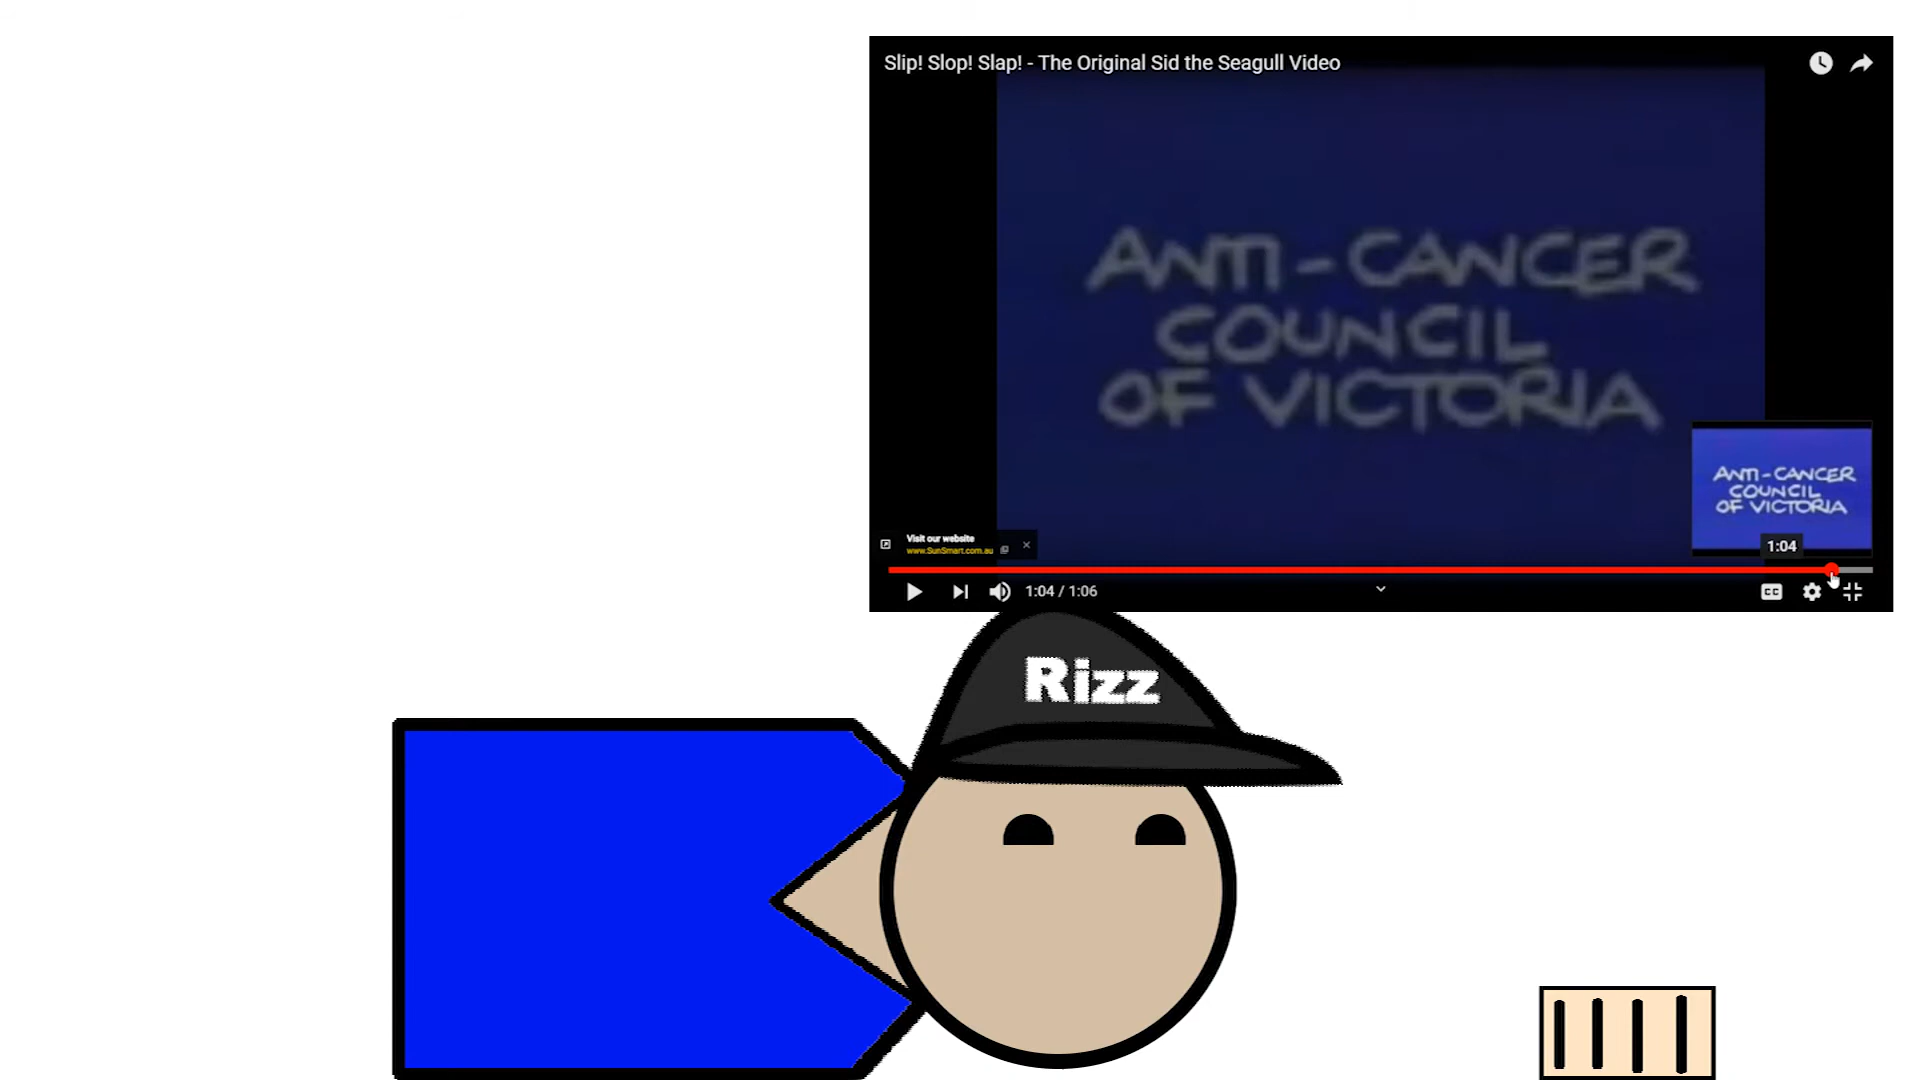 Slip! Slop! Slap! - The Original Sid the Seagull Video
ANTI-CANCER
COUNCIL
OF VICTORIA
ANTI-CANCER
COUNCIL
OF VICTORIA
1:04
Visit our website
www.SunSmart.com.au
1:04 / 1:06
CC
Rizz